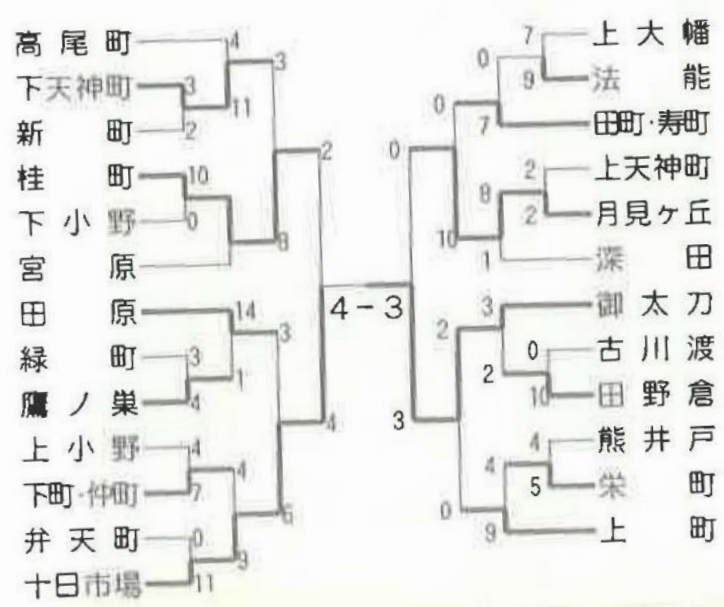 高尾町
下天神町
新町
桂町
下小野
宮原
田原
緑町
鷹ノ巣
上小野
下町・仲町
弁天町
十日市場
4
3
11
2
3
10
0
8
2
14
3
4
1
3
4
7
4
0
11
9
6
4
4-3
上大幡
法能
田町・寿町
上天神町
月見ヶ丘
深田
御太刀
古川渡
田野倉
熊井戸
栄町
上町
7
9
0
7
0
2
2
8
1
10
0
3
0
10
2
2
4
5
4
9
0
3